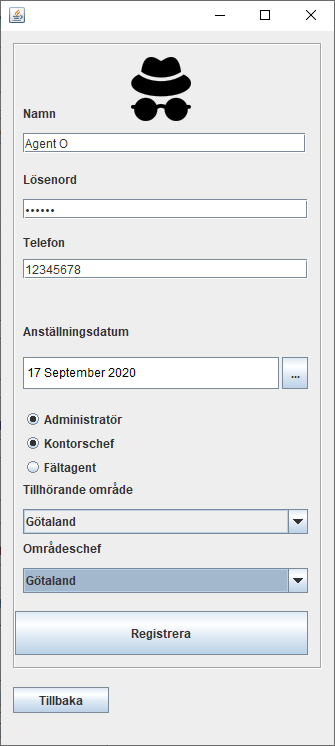 Namn
Agent O
Lösenord
••••••
Telefon
12345678
Anställningsdatum
17 September 2020
...
Administratör
Kontorschef
Fältagent
Tillhörande område
Götaland
Områdeschef
Götaland
Registrera
Tillbaka